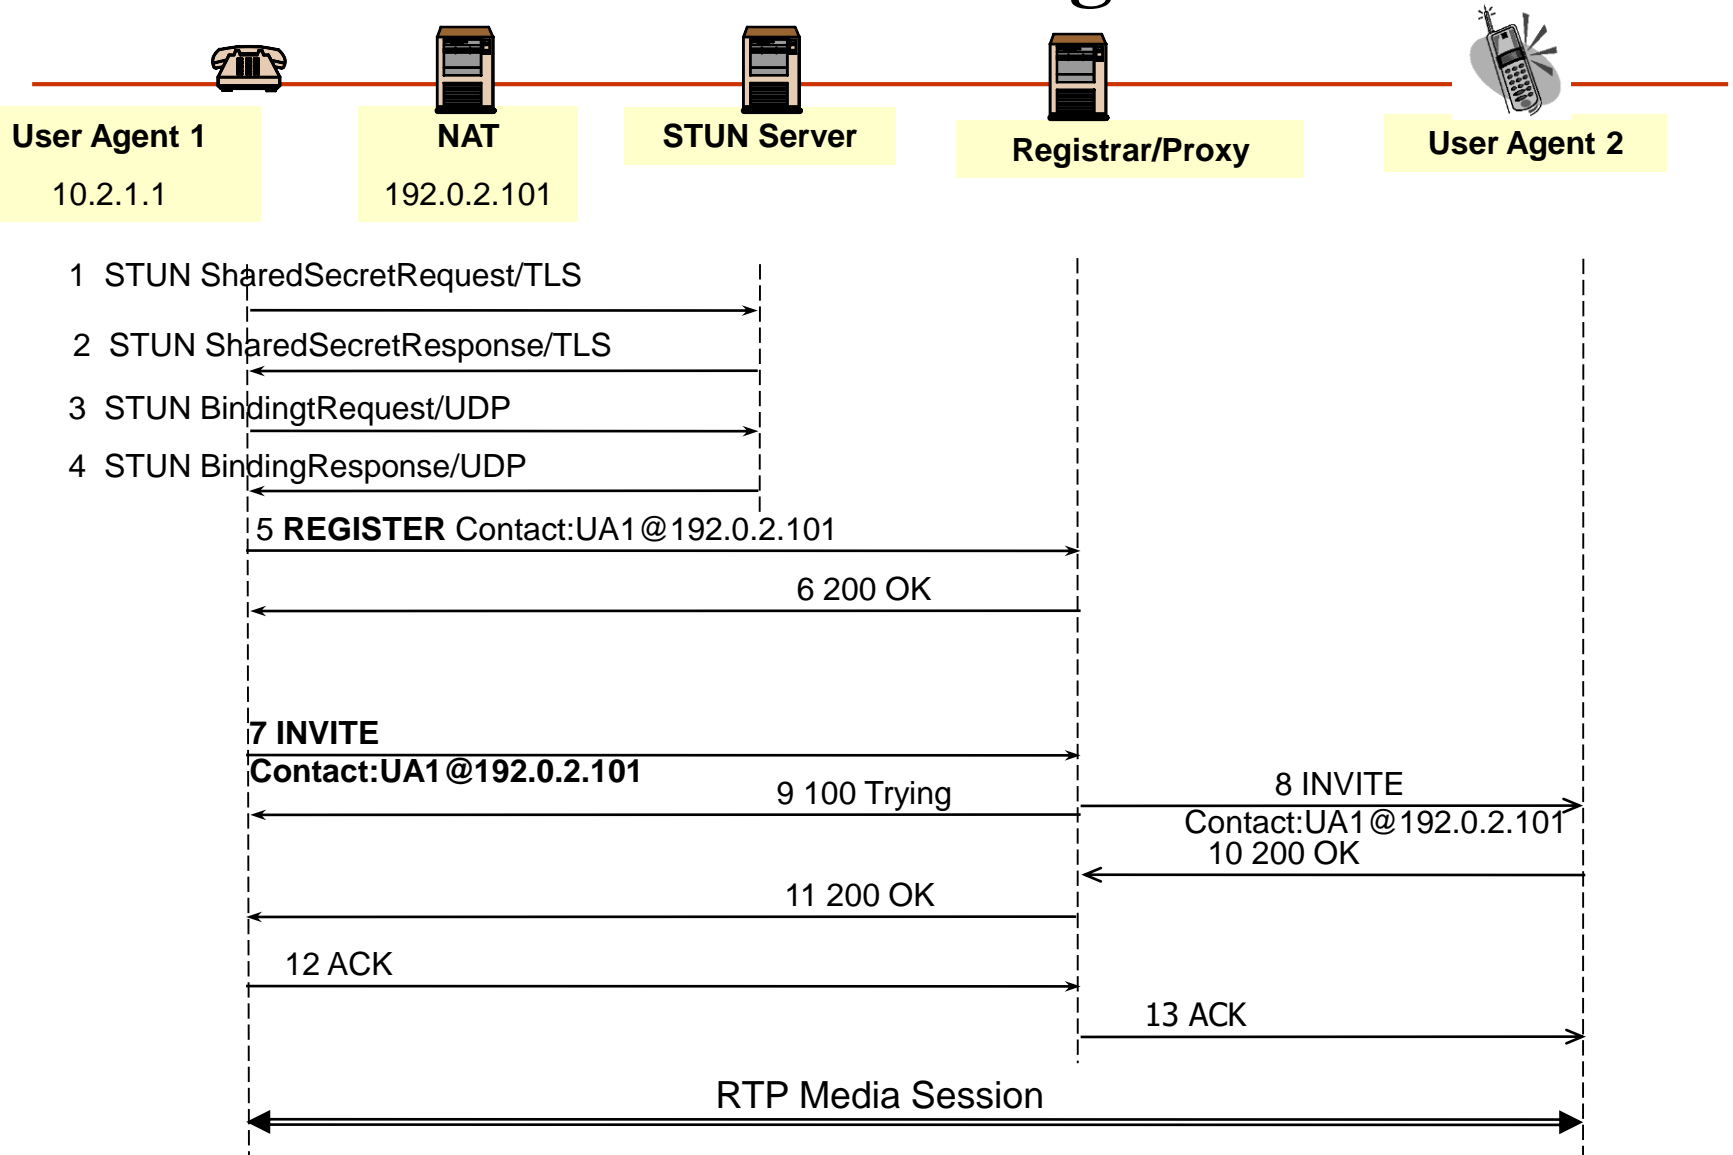 User Agent 1
10.2.1.1
NAT
192.0.2.101
STUN Server
Registrar/Proxy
User Agent 2
1 STUN SharedSecretRequest/TLS
2 STUN SharedSecretResponse/TLS
3 STUN BindingtRequest/UDP
4 STUN BindingResponse/UDP
5 REGISTER Contact:UA1@192.0.2.101
6 200 OK
7 INVITE
Contact:UA1@192.0.2.101
8 INVITE
Contact:UA1@192.0.2.101
9 100 Trying
10 200 OK
11 200 OK
12 ACK
13 ACK
RTP Media Session